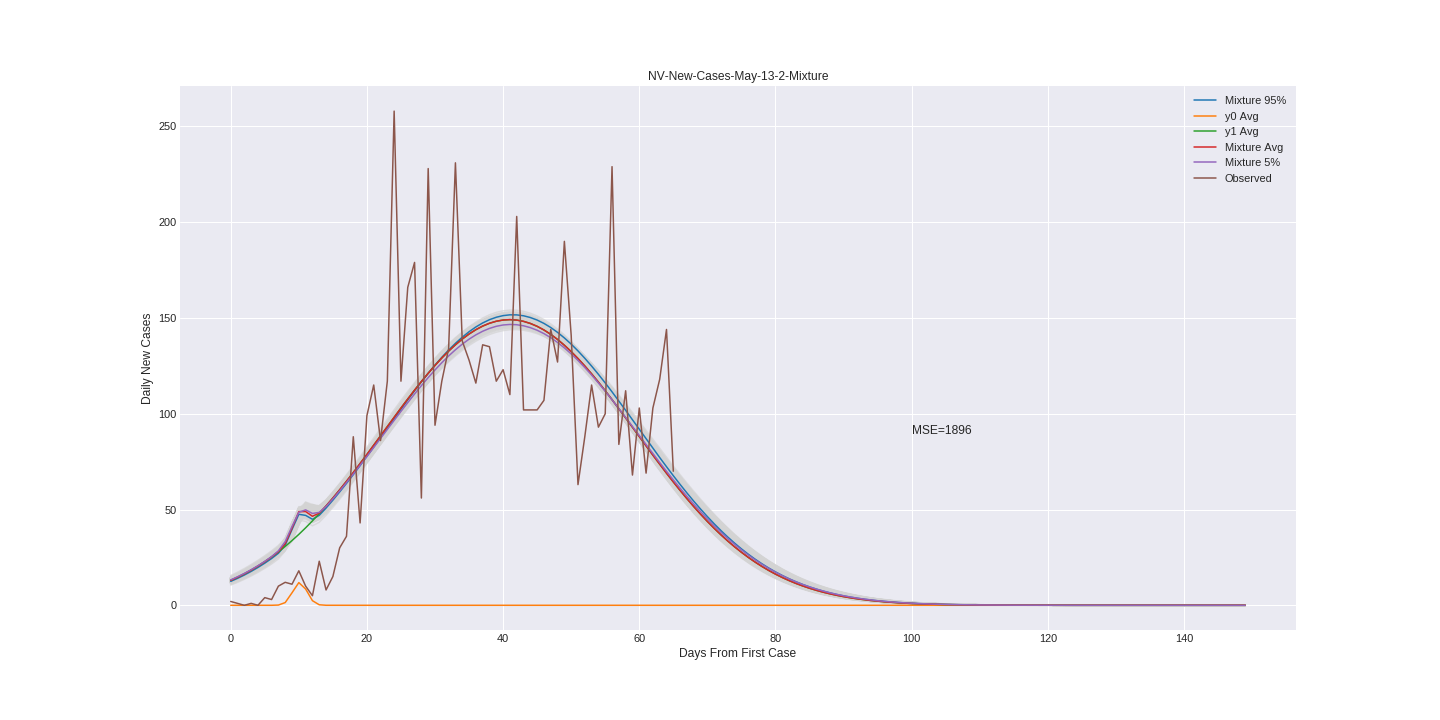 NV-New-Cases-May-13-2-Mixture
Mixture 95%
y0 Avg
y1 Avg
Mixture Avg
Mixture 5%
Observed
Daily New Cases
250
200
150
100
50
0
MSE=1896
0 20 40 60 80 100 120 140
Days From First Case